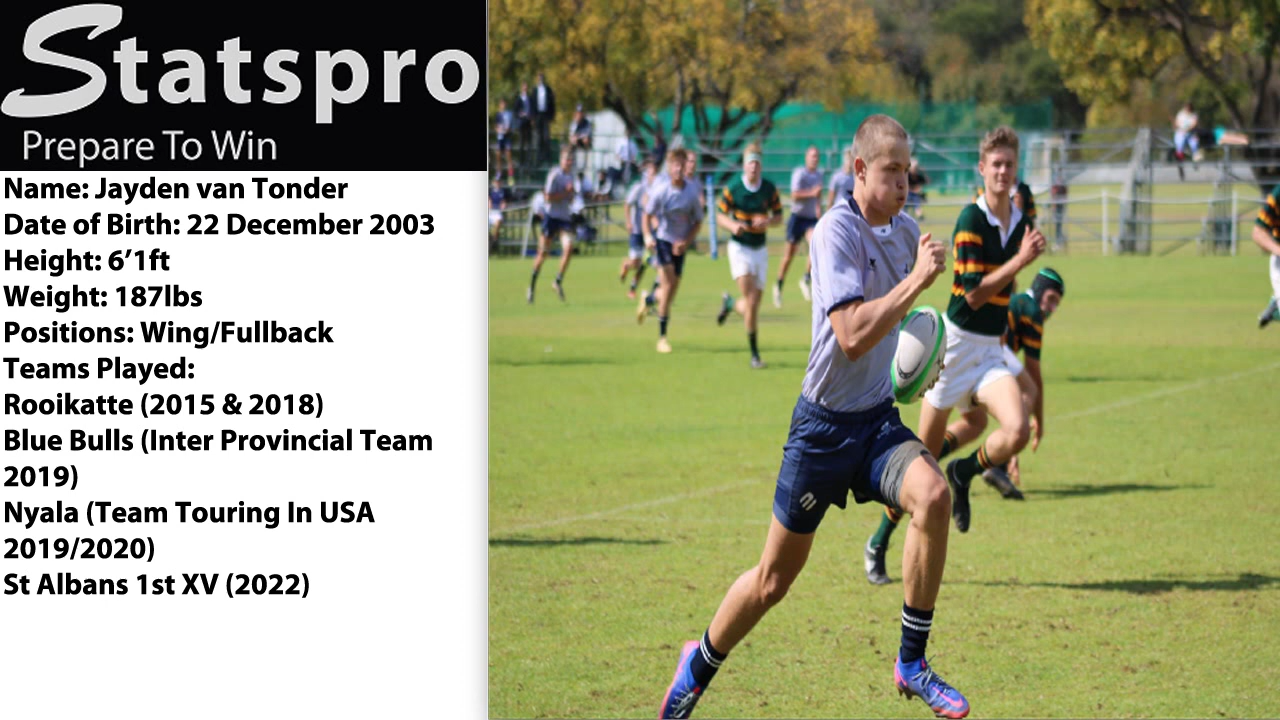 Statspro
Prepare To Win
Name: Jayden van Tonder
Date of Birth: 22 December 2003
Height: 6’1ft
Weight: 187lbs
Positions: Wing/Fullback
Teams Played:
Rooikatte (2015 & 2018)
Blue Bulls (Inter Provincial Team
2019)
Nyala (Team Touring In USA
2019/2020)
St Albans 1st XV (2022)